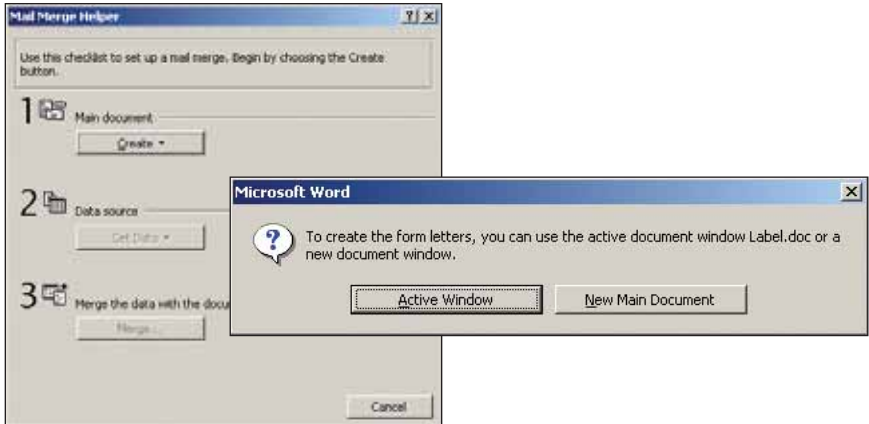 Mail Merge Helper
Use this checklist to set up a mail merge. Begin by choosing the Create
button.
1 Main document
Create
2 Data source
Get Data
3 Merge the data with the docu
Merge...
Cancel
Microsoft Word
To create the form letters, you can use the active document window Label.doc or a
new document window.
Active Window
New Main Document